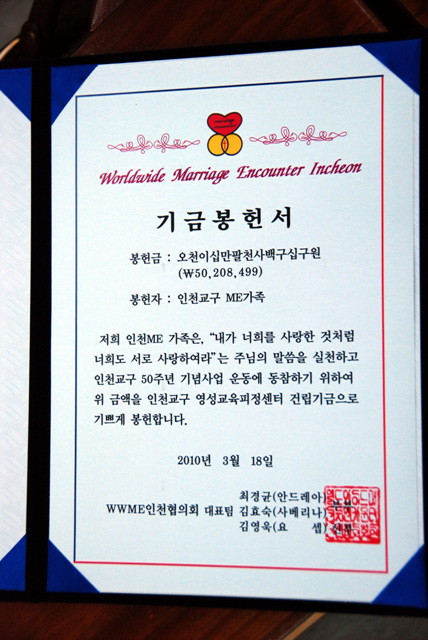 Worldwide Marriage Encounter Incheon
기금봉헌서
봉헌금 : 오천이십만팔천사백구십구원
(₩50,208,499)
봉헌자 : 인천교구 ME가족
저희 인천ME 가족은, "내가 너희를 사랑한 것처럼
너희도 서로 사랑하여라"는 주님의 말씀을 실천하고
인천교구 50주년 기념사업 운동에 동참하기 위하여
위 금액을 인천교구 영성교육피정센터 건립기금으로
기쁘게 봉헌합니다.
2010년 3월 18일
최경균(안드레아)
WWME인천협의회 대표팀 김효숙(사베리나) 부부
김영욱(요 셉) 신부